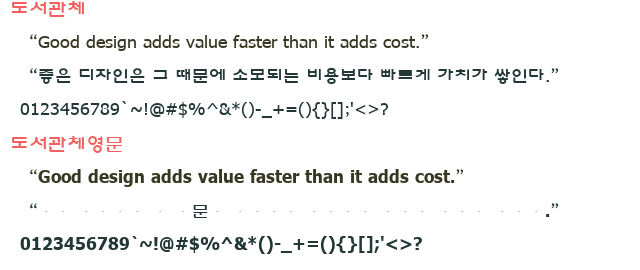 도서관체
“Good design adds value faster than it adds cost.”
“좋은 디자인은 그 때문에 소모되는 비용보다 빠르게 가치가 쌓인다.”
0123456789`~!@#$%^&*()-_+=(){}[];'<>?
도서관체영문
“Good design adds value faster than it adds cost.”
“· · · · · · · · 문 · · · · · · · · · · · · · · · · · ·.”
0123456789`~!@#$%^&*()-_+=(){}[];'<>?